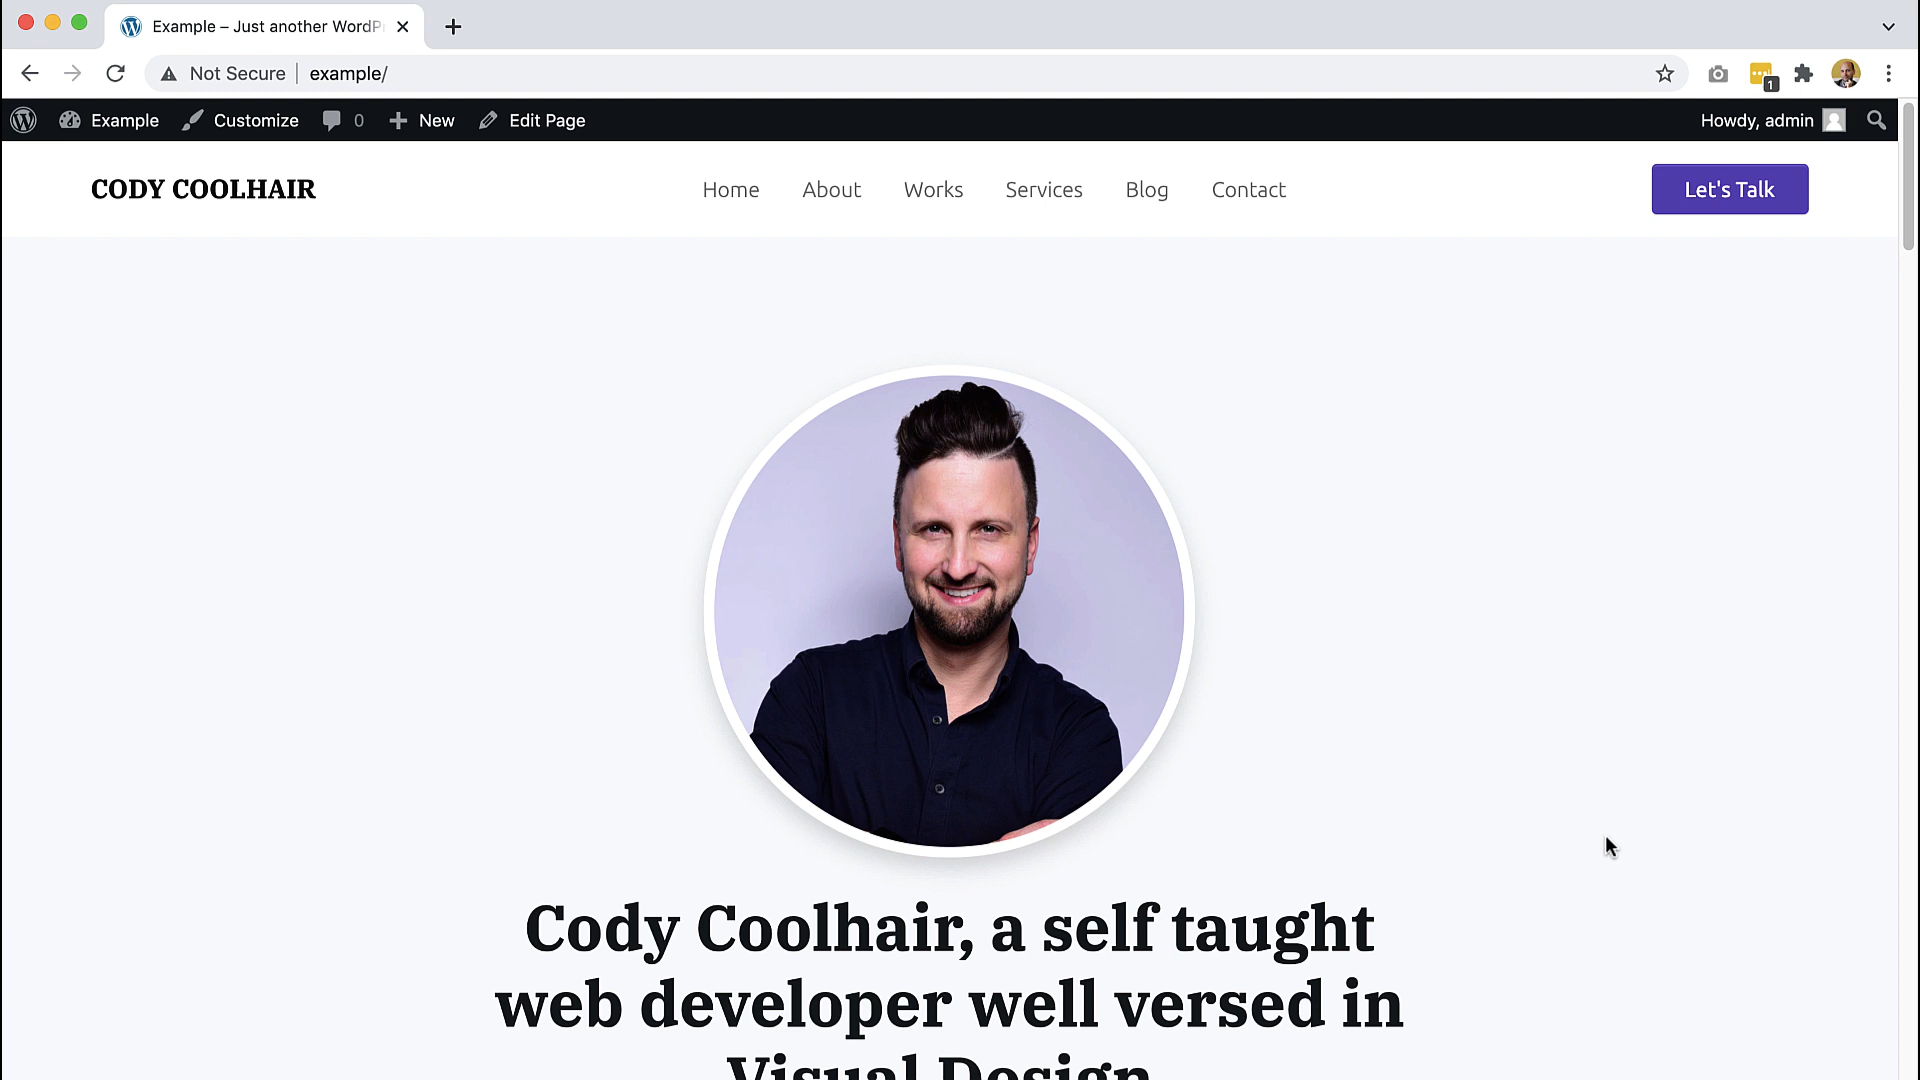 Example – Just another WordP
Not Secure example/
1
Example Customize 0 New Edit Page Howdy, admin
CODY COOLHAIR Home About Works Services Blog Contact Let's Talk
Cody Coolhair, a self taught
web developer well versed in
Visual Design